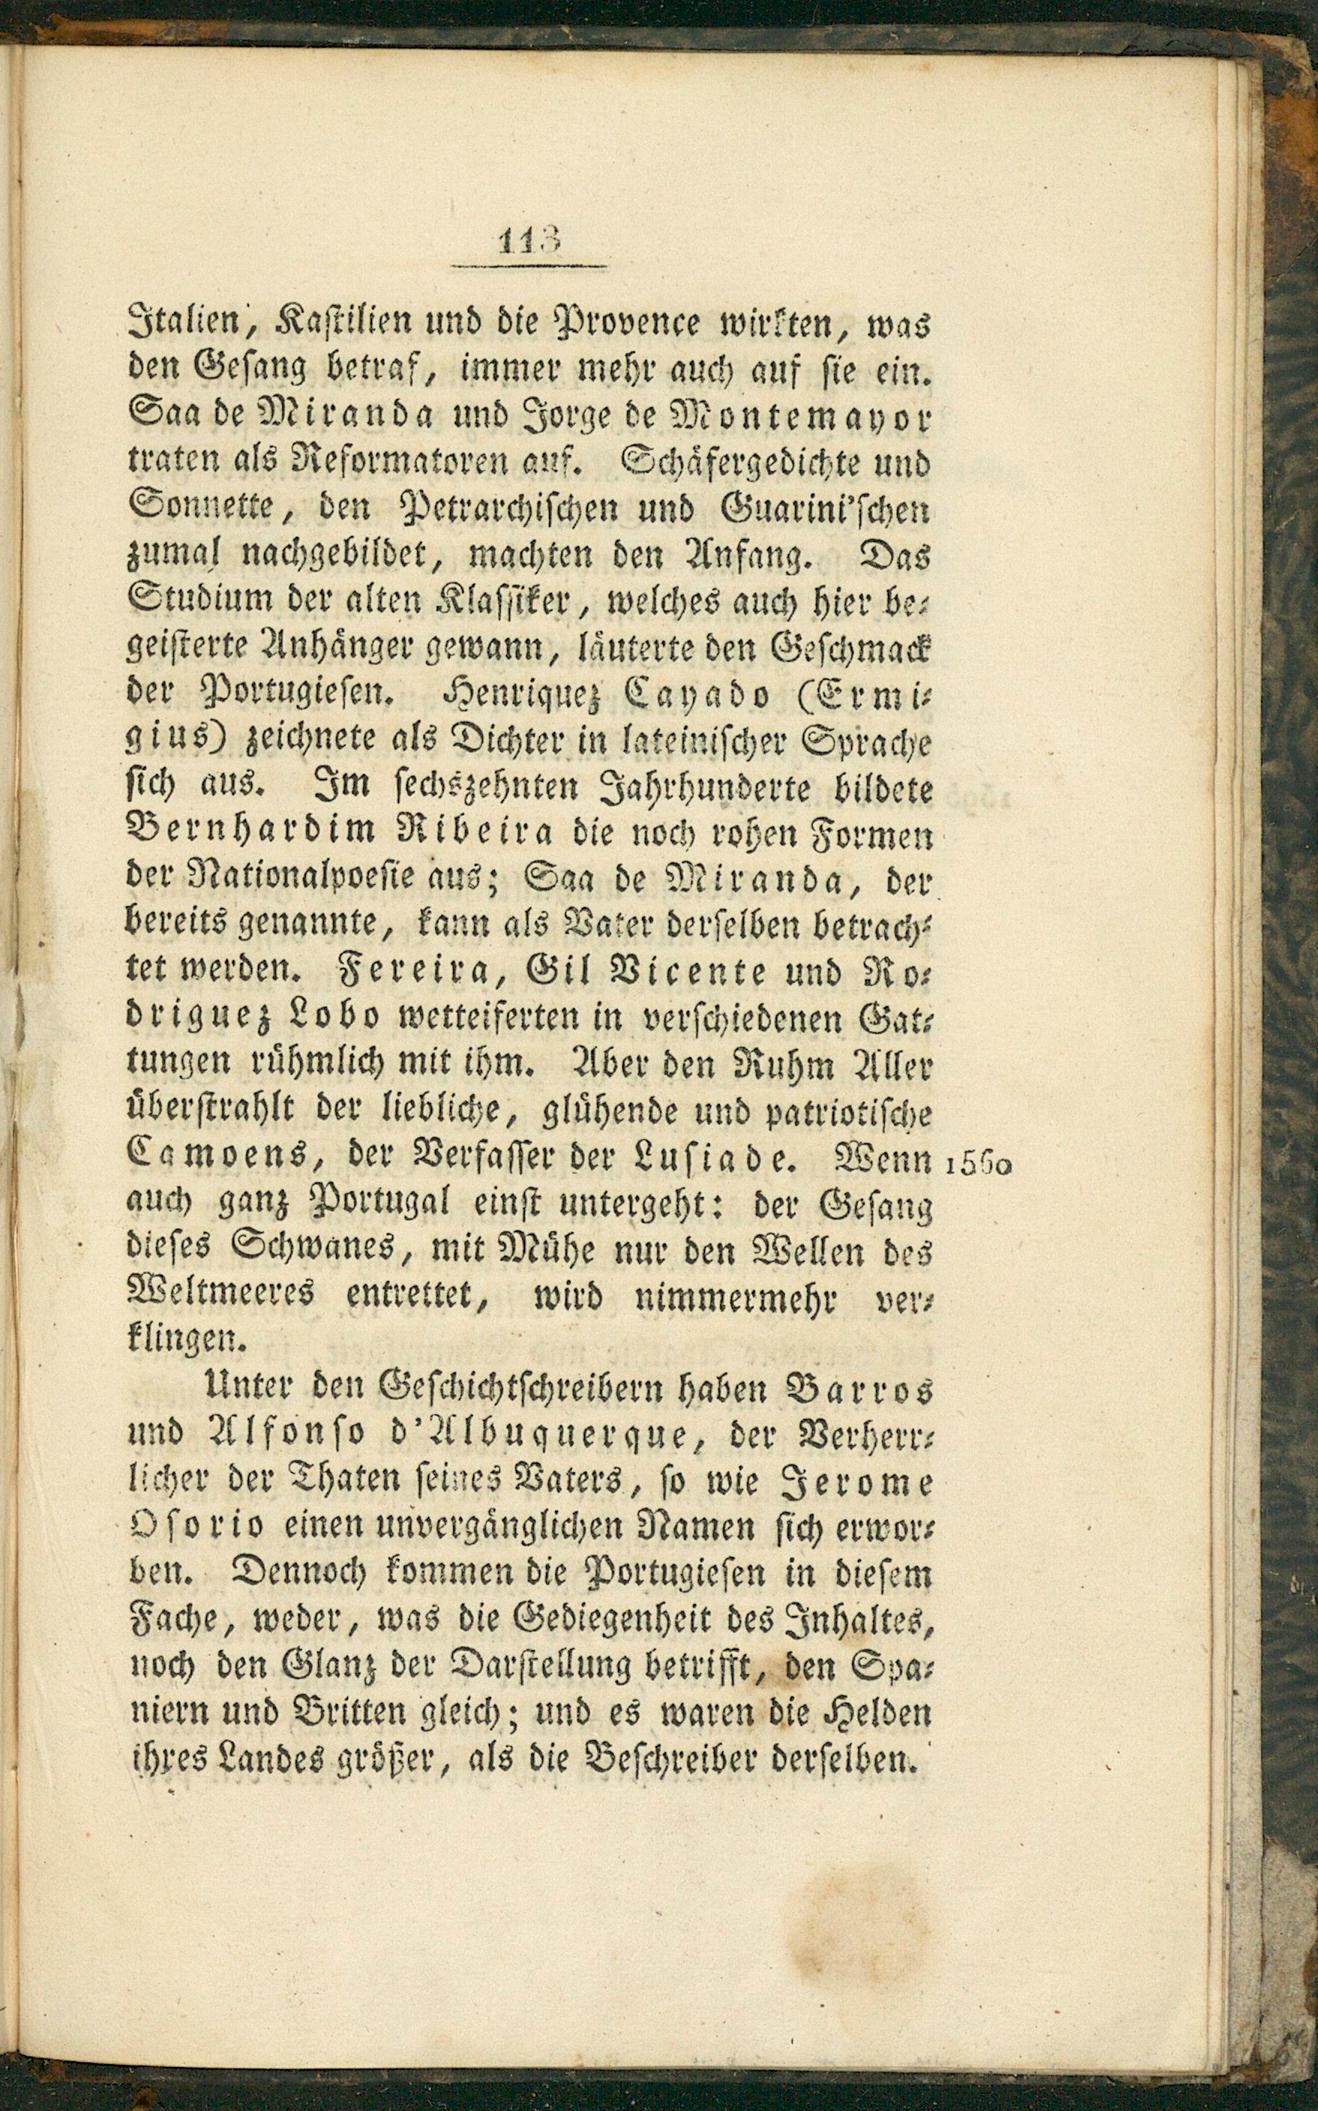 113
Italien, Kastilien und die Provence wirkten, was
den Gesang betraf, immer mehr auch auf sie ein.
Saa de Miranda und Jorge de Montemayor
traten als Reformatoren auf. Schäfergedichte und
Sonnette, den Petrarchischen und Guarini'schen
zumal nachgebildet, machten den Anfang. Das
Studium der alten Klassiker, welches auch hier be-
geisterte Anhänger gewann, läuterte den Geschmack
der Portugiesen. Henriquez Cayado (Ermi-
gius) zeichnete als Dichter in lateinischer Sprache
sich aus. Im sechszehnten Jahrhunderte bildete
Bernhardim Ribeira die noch rohen Formen
der Nationalpoesie aus; Saa de Miranda, der
bereits genannte, kann als Vater derselben betrach-
tet werden. Fereira, Gil Vicente und Ro-
driguez Lobo wetteiferten in verschiedenen Gat-
tungen rühmlich mit ihm. Aber den Ruhm Aller
überstrahlt der liebliche, glühende und patriotische
Camoens, der Verfasser der Lusiade. Wenn 1560
auch ganz Portugal einst untergeht: der Gesang
dieses Schwanes, mit Mühe nur den Wellen des
Weltmeeres entrettet, wird nimmermehr ver-
klingen.
Unter den Geschichtschreibern haben Barros
und Alfonso d'Albuquerque, der Verherr-
licher der Thaten seines Vaters, so wie Jerome
Osorio einen unvergänglichen Namen sich erwor-
ben. Dennoch kommen die Portugiesen in diesem
Fache, weder, was die Gediegenheit des Inhaltes,
noch den Glanz der Darstellung betrifft, den Spa-
niern und Britten gleich; und es waren die Helden
ihres Landes größer, als die Beschreiber derselben.